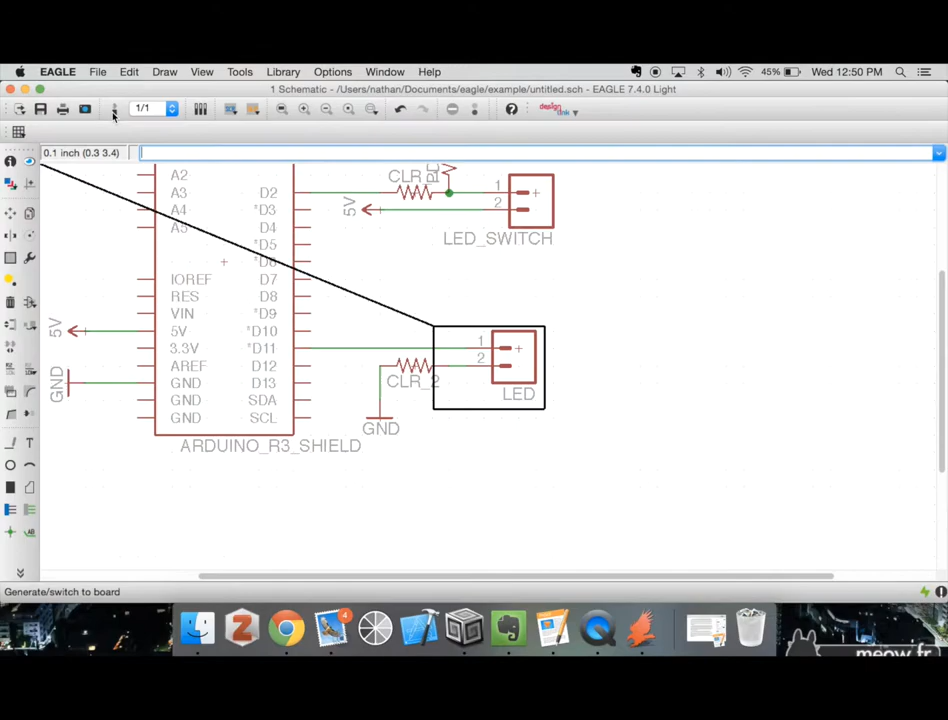 EAGLE File Edit Draw View Tools Library Options Window Help 45% Wed 12:50 PM
1 Schematic - /Users/nathan/Documents/eagle/example/untitled.sch - EAGLE 7.4.0 Light
1/1
design link
0.1 inch (0.3 3.4)
A2
A3
A4
A5
IOREF
RES
VIN
5V
3.3V
AREF
GND
GND
GND
D2
*D3
D4
*D5
*D6
D7
D8
*D9
*D10
*D11
D12
D13
SDA
SCL
ARDUINO_R3_SHIELD
5V
GND
CLR
5V
1
2
+
LED_SWITCH
1
2
+
CLR_2
LED
GND
Generate/switch to board
4
meow.fr